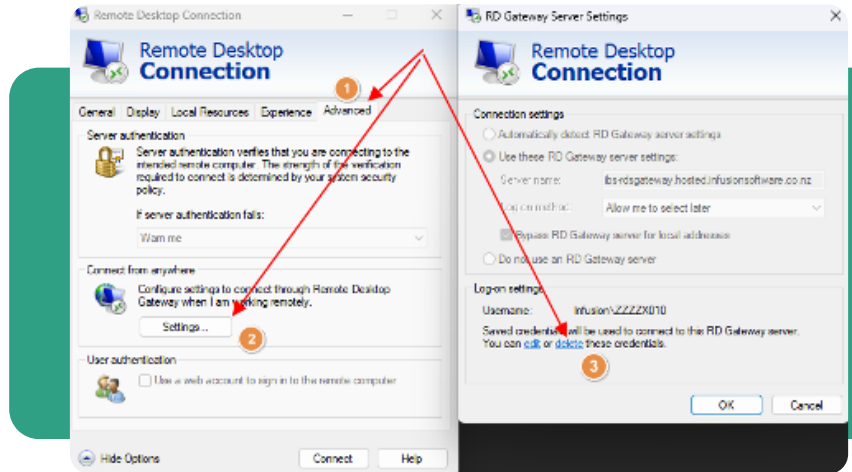 Remote Desktop Connection
Remote Desktop
Connection
1
General Display Local Resources Experience Advanced
Server authentication
Server authentication verifies that you are connecting to the
intended remote computer. The strength of the verification
required to connect is determined by your system security
policy.
If server authentication fails:
Warn me
Connect from anywhere
Configure settings to connect through Remote Desktop
Gateway when I am working remotely.
Settings...
2
User authentication
Use a web account to sign in to the remote computer
Hide Options
Connect
Help
RD Gateway Server Settings
Remote Desktop
Connection
Connection settings
Automatically detect RD Gateway server settings
Use these RD Gateway server settings:
Server name: ibs-rdsgateway.hosted.infusionsoftware.co.nz
Log-on method: Allow me to select later
Bypass RD Gateway server for local addresses
Do not use an RD Gateway server
Log-on settings
Username: Infusion\ZZZZX010
Saved credentials will be used to connect to this RD Gateway server.
You can edit or delete these credentials.
3
OK
Cancel